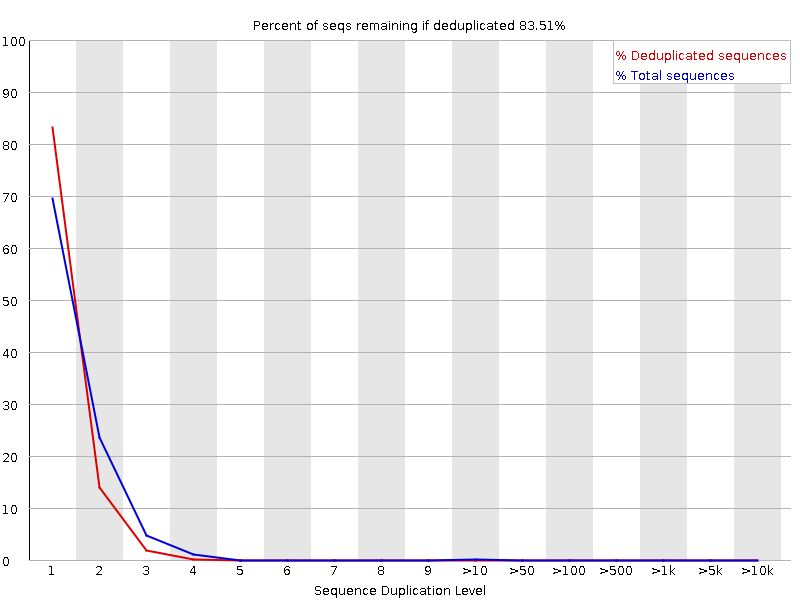 Percent of seqs remaining if deduplicated 83.51%
% Deduplicated sequences
% Total sequences
100
90
80
70
60
50
40
30
20
10
0
1 2 3 4 5 6 7 8 9 >10 >50 >100 >500 >1k >5k >10k
Sequence Duplication Level